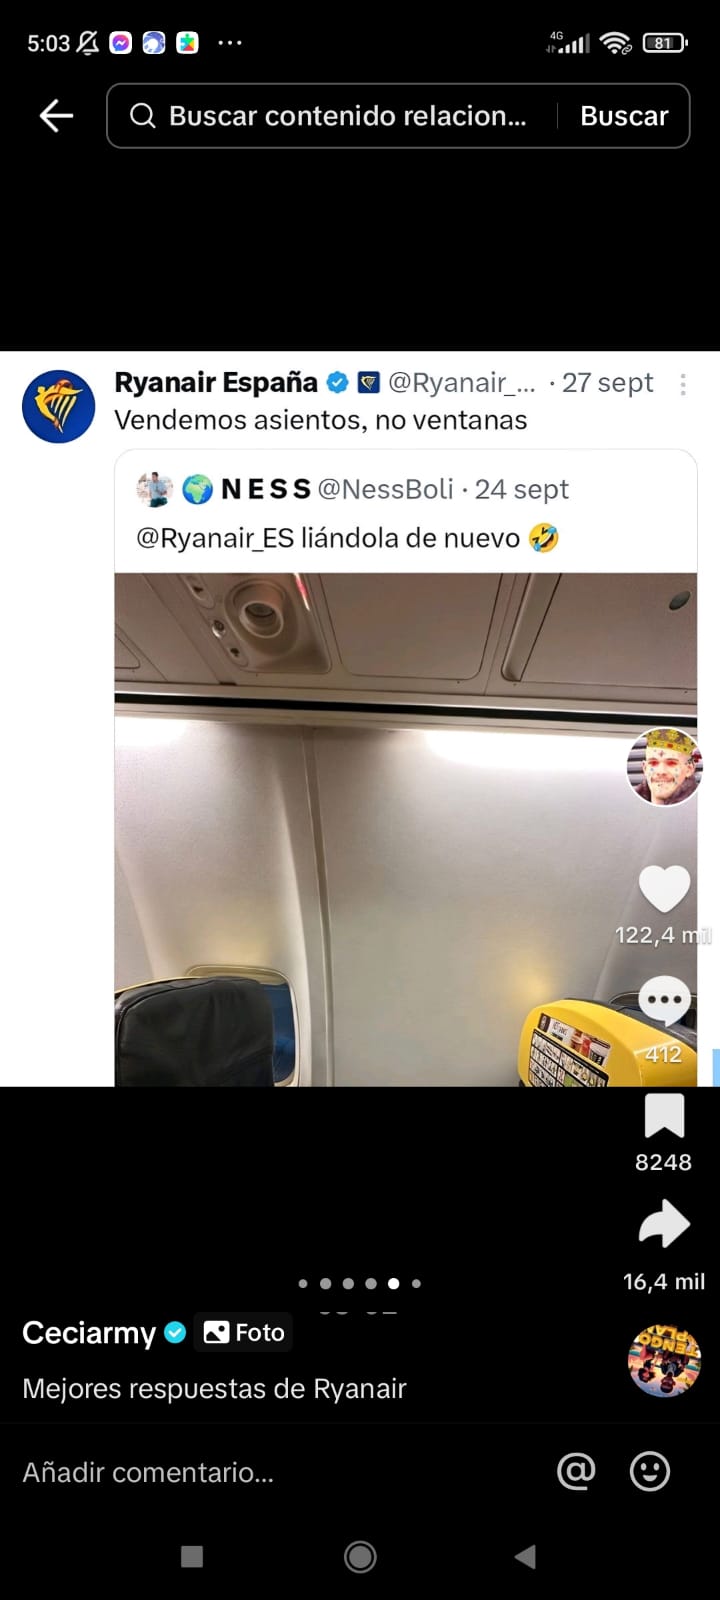 5:03
4G
81
Buscar contenido relacion... Buscar
Ryanair España @Ryanair_... · 27 sept
Vendemos asientos, no ventanas
NESS @NessBoli · 24 sept
@Ryanair_ES liándola de nuevo 🤣
122,4 mil
412
8248
16,4 mil
Ceciarmy Foto
TENGO
Mejores respuestas de Ryanair
Añadir comentario...